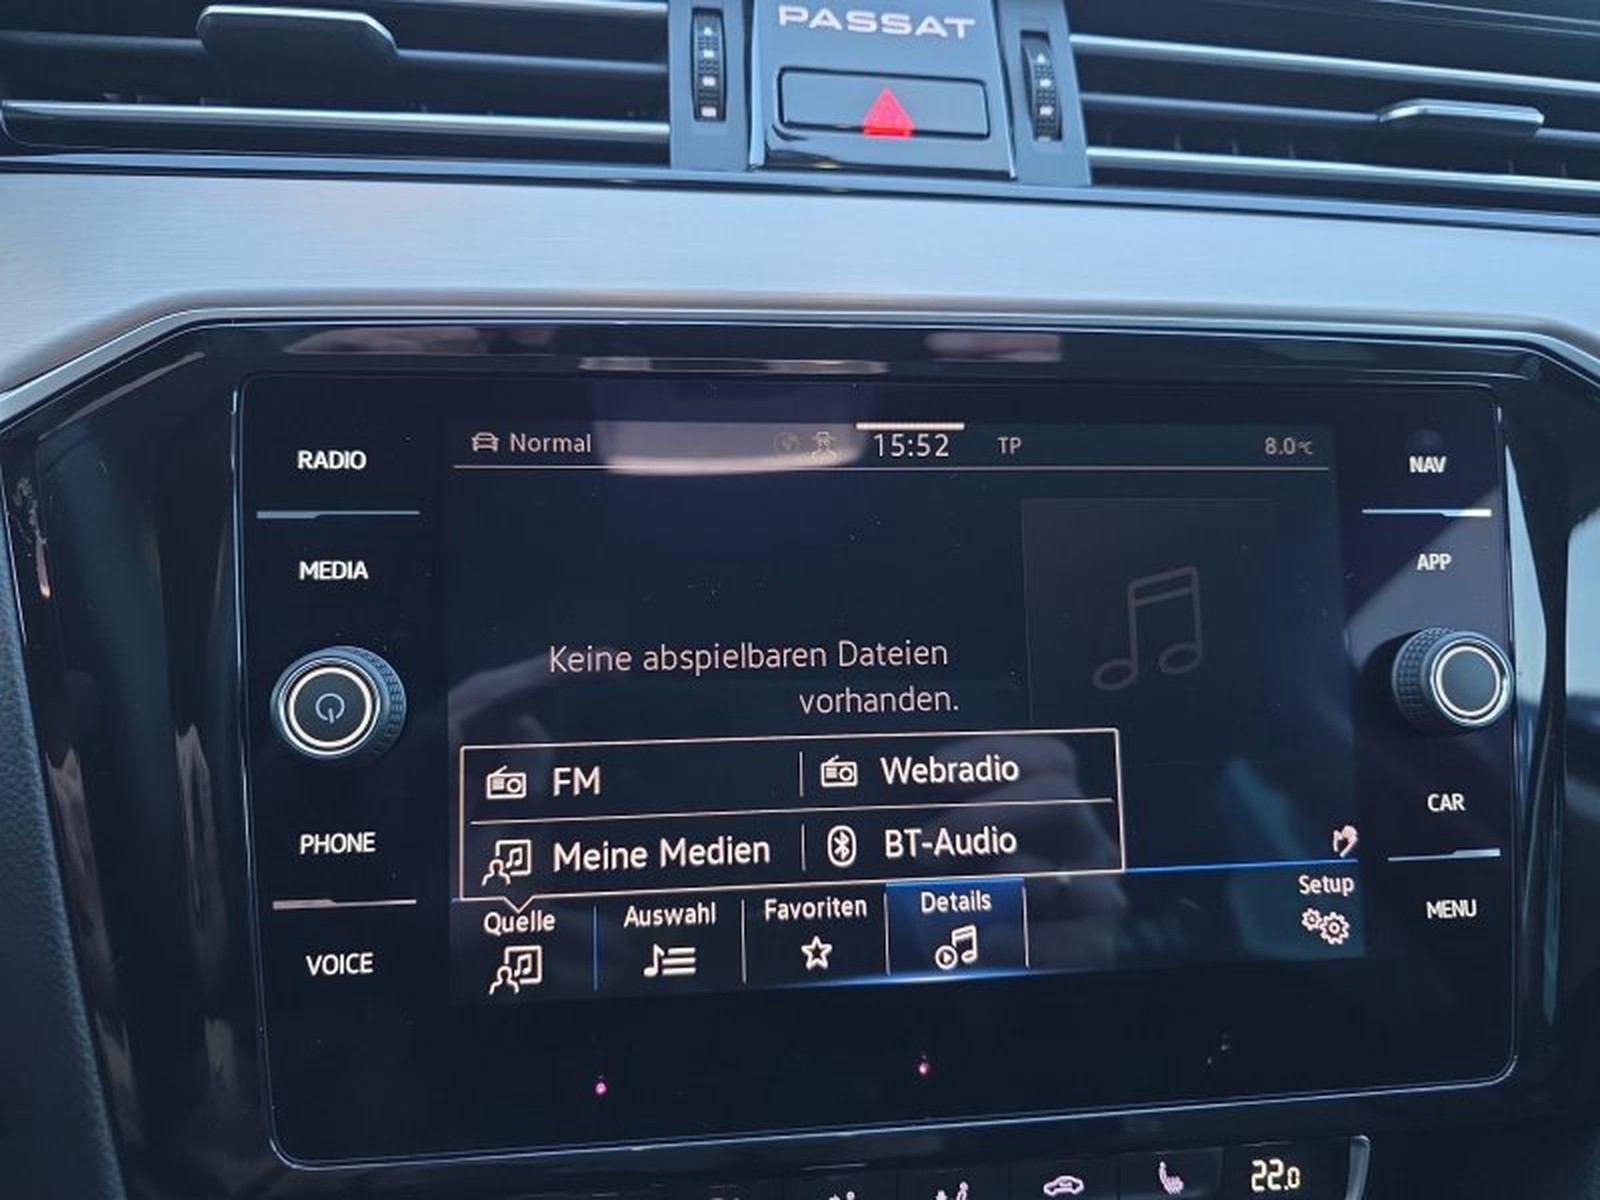 PASSAT
RADIO
MEDIA
PHONE
VOICE
Normal
15:52
TP
8.0°C
Keine abspielbaren Dateien
vorhanden.
FM
Webradio
Meine Medien
BT-Audio
Quelle
Auswahl
Favoriten
Details
Setup
NAV
APP
CAR
MENU
22.0